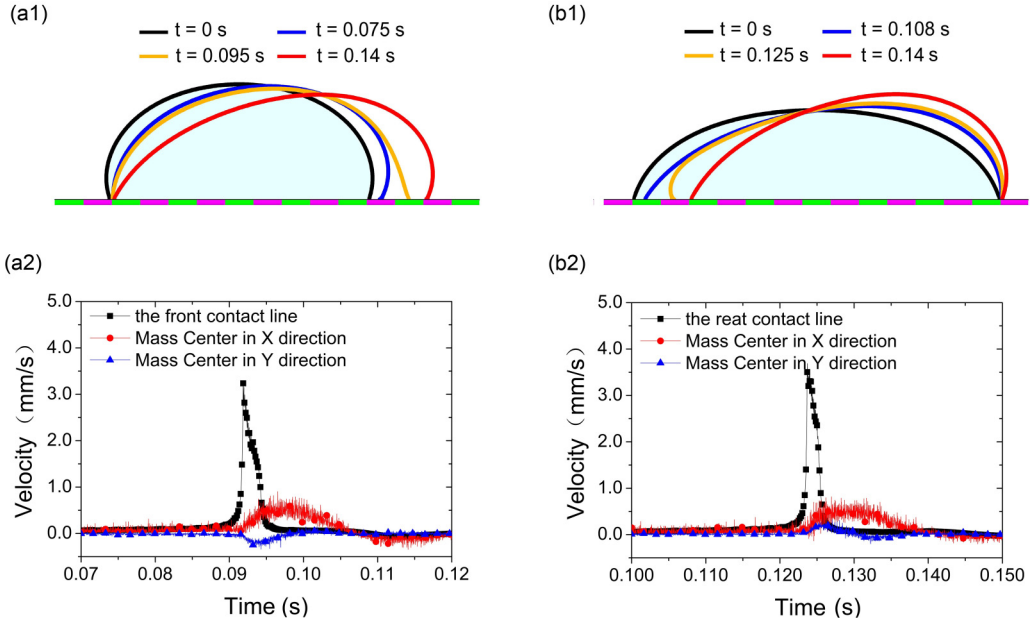 (a1)
t = 0 s
t = 0.075 s
t = 0.095 s
t = 0.14 s
(b1)
t = 0 s
t = 0.108 s
t = 0.125 s
t = 0.14 s
(a2)
5.0
4.0
3.0
2.0
1.0
0.0
Velocity（mm/s）
the front contact line
Mass Center in X direction
Mass Center in Y direction
0.07
0.08
0.09
0.10
0.11
0.12
Time (s)
(b2)
5.0
4.0
3.0
2.0
1.0
0.0
Velocity（mm/s）
the reat contact line
Mass Center in X direction
Mass Center in Y direction
0.100
0.110
0.120
0.130
0.140
0.150
Time (s)